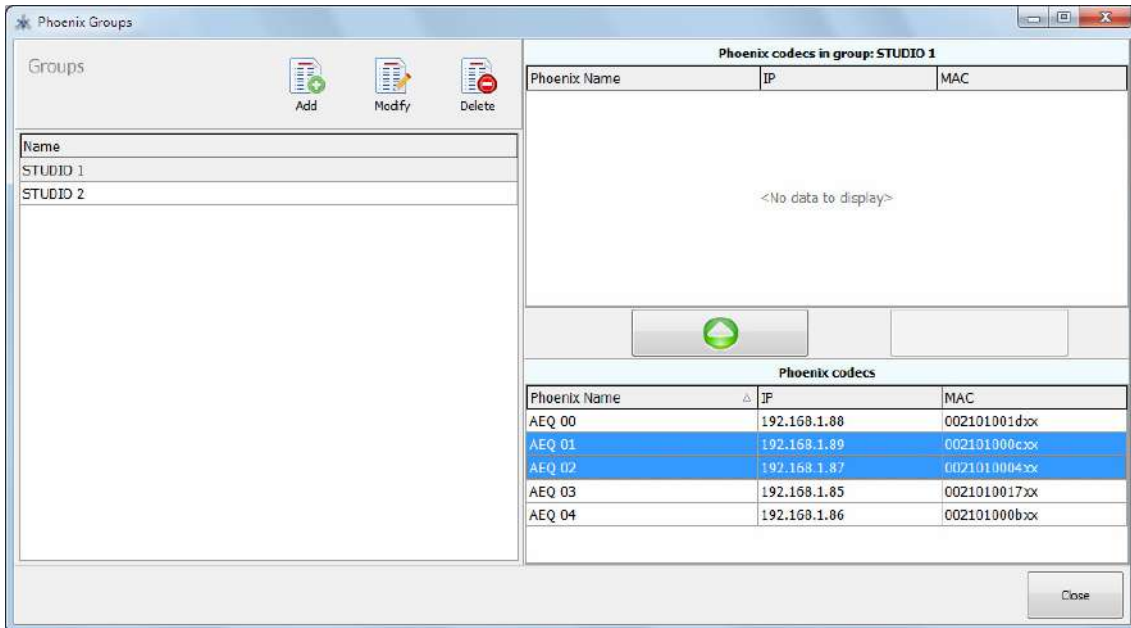 Phoenix Groups
Groups
Add Modify Delete
Name
STUDIO 1
STUDIO 2
Phoenix codecs in group: STUDIO 1
Phoenix Name IP MAC
<No data to display>
Phoenix codecs
Phoenix Name IP MAC
AEQ 00 192.168.1.88 002101001dxx
AEQ 01 192.168.1.89 002101000cxx
AEQ 02 192.168.1.87 0021010004xx
AEQ 03 192.168.1.85 0021010017xx
AEQ 04 192.168.1.86 002101000bxx
Close